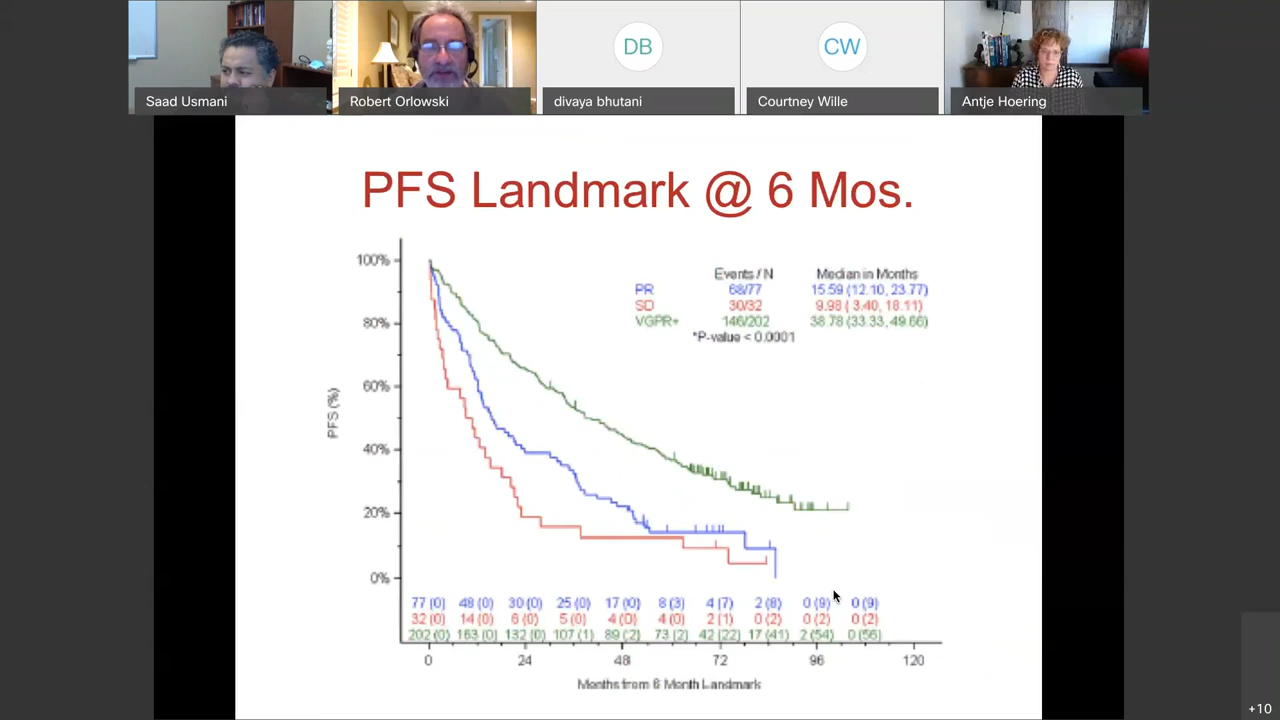 DB
CW
Saad Usmani
Robert Orlowski
divaya bhutani
Courtney Wille
Antje Hoering
PFS Landmark @ 6 Mos.
Events / N Median in Months
PR 68/77 15.59 (12.10, 23.77)
SD 30/32 9.98 ( 3.40, 18.11)
VGPR+ 146/202 38.78 (33.33, 49.66)
*P-value < 0.0001
100%
80%
60%
40%
20%
0%
PFS (%)
77 (0) 48 (0) 30 (0) 25 (0) 17 (0) 8 (3) 4 (7) 2 (8) 0 (9) 0 (9)
32 (0) 14 (0) 6 (0) 5 (0) 4 (0) 4 (0) 2 (1) 0 (2) 0 (2) 0 (2)
202 (0) 163 (0) 132 (0) 107 (1) 89 (2) 73 (2) 42 (22) 17 (41) 2 (54) 0 (56)
0 24 48 72 96 120
Months from 6 Month Landmark
+10